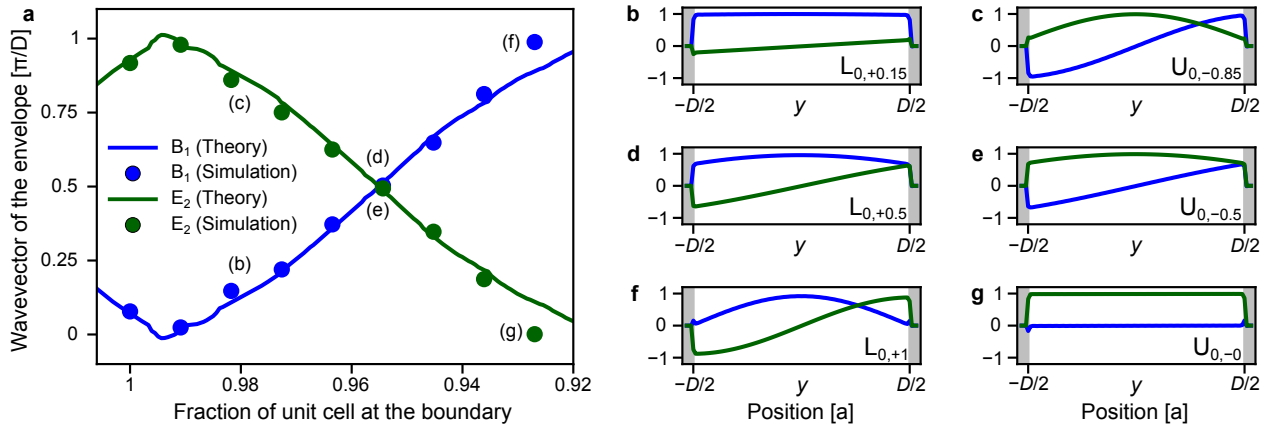 a
Wavevector of the envelope [π/D]
1
0.75
0.5
0.25
0
B₁ (Theory)
B₁ (Simulation)
E₂ (Theory)
E₂ (Simulation)
(f)
(c)
(d)
(e)
(b)
(g)
1
0.98
0.96
0.94
0.92
Fraction of unit cell at the boundary
b
1
0
−1
L₀,₊₀.₁₅
−D/2
y
D/2
c
1
0
−1
U₀,₋₀.₈₅
−D/2
y
D/2
d
1
0
−1
L₀,₊₀.₅
−D/2
y
D/2
e
1
0
−1
U₀,₋₀.₅
−D/2
y
D/2
f
1
0
−1
L₀,₊₁
−D/2
y
D/2
Position [a]
g
1
0
−1
U₀,₋₀
−D/2
y
D/2
Position [a]